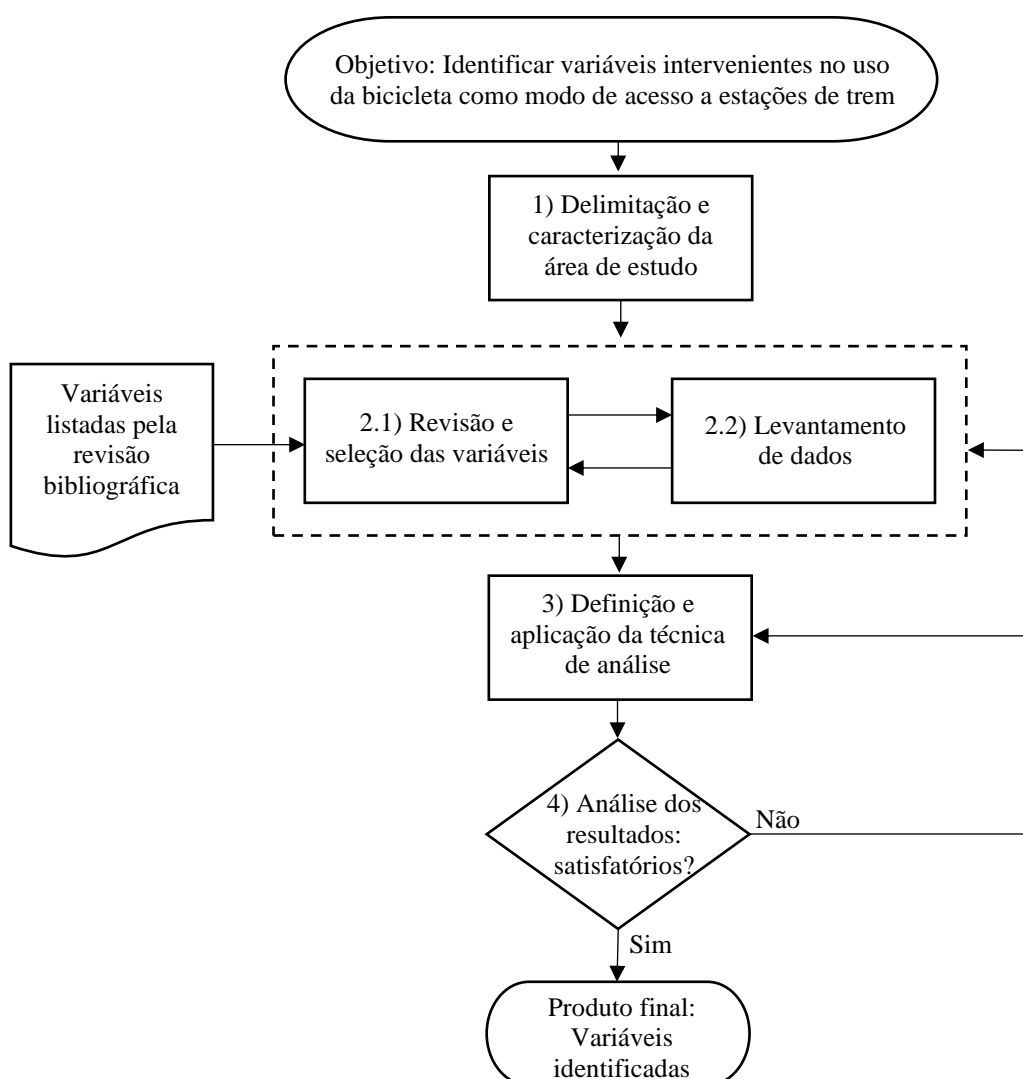 Objetivo: Identificar variáveis intervenientes no uso
da bicicleta como modo de acesso a estações de trem
1) Delimitação e
caracterização da
área de estudo
Variáveis
listadas pela
revisão
bibliográfica
2.1) Revisão e
seleção das variáveis
2.2) Levantamento
de dados
3) Definição e
aplicação da técnica
de análise
4) Análise dos
resultados:
satisfatórios?
Não
Sim
Produto final:
Variáveis
identificadas